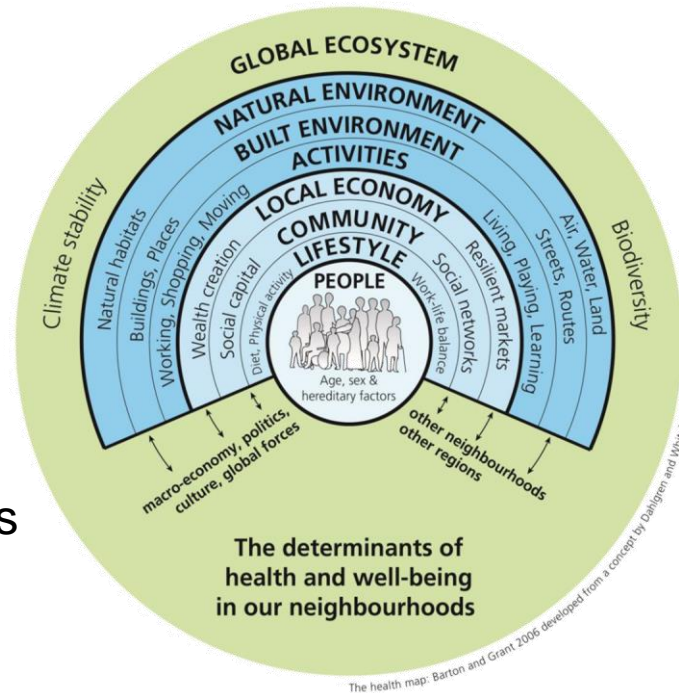 GLOBAL ECOSYSTEM
NATURAL ENVIRONMENT
BUILT ENVIRONMENT
ACTIVITIES
LOCAL ECONOMY
COMMUNITY
LIFESTYLE
PEOPLE
Age, sex &
hereditary factors
Climate stability
Natural habitats
Buildings, Places
Working, Shopping, Moving
Wealth creation
Social capital
Diet, Physical activity
Work-life balance
Social networks
Resilient markets
Living, Playing, Learning
Streets, Routes
Air, Water, Land
Biodiversity
macro-economy, politics,
culture, global forces
other neighbourhoods
other regions
s
The determinants of
health and well-being
in our neighbourhoods
The health map: Barton and Grant 2006 developed from a concept by Dahlgren and